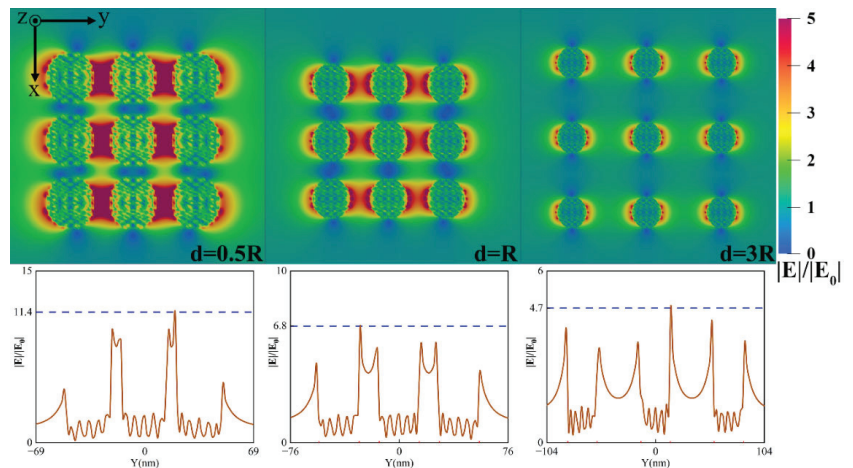 z
y
x
d=0.5R
d=R
d=3R
5
4
3
2
1
0
|E|/|E₀|
15
11.4
0
|E|/|E₀|
−69
0
69
Y(nm)
10
6.8
0
|E|/|E₀|
−76
0
76
Y(nm)
6
4.7
0
|E|/|E₀|
−104
0
104
Y(nm)